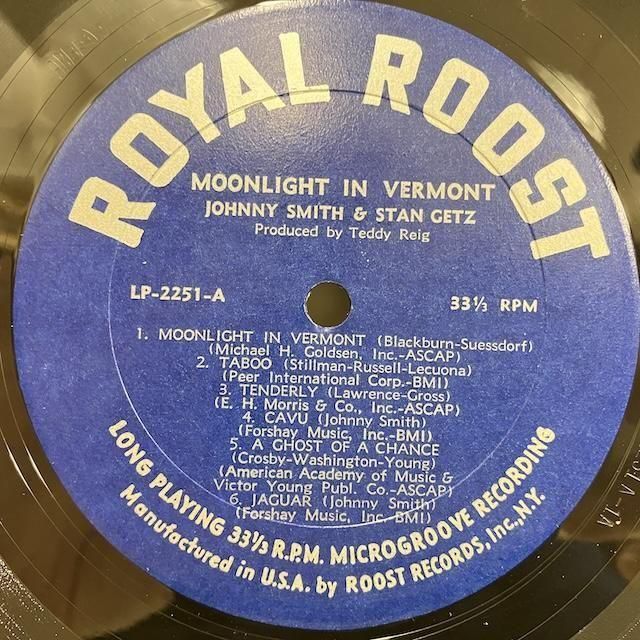 ROYAL ROOST
MOONLIGHT IN VERMONT
JOHNNY SMITH & STAN GETZ
Produced by Teddy Reig
LP-2251-A
33⅓ RPM
1. MOONLIGHT IN VERMONT (Blackburn-Suessdorf)
(Michael H. Goldsen, Inc.-ASCAP)
2. TABOO (Stillman-Russell-Lecuona)
(Peer International Corp.-BMI)
3. TENDERLY (Lawrence-Gross)
(E. H. Morris & Co., Inc.-ASCAP)
4. CAVU (Johnny Smith)
(Forshay Music, Inc.-BMI)
5. A GHOST OF A CHANCE
(Crosby-Washington-Young)
(American Academy of Music &
Victor Young Publ. Co.-ASCAP)
6. JAGUAR (Johnny Smith)
(Forshay Music, Inc.-BMI)
LONG PLAYING 33⅓ R.P.M. MICROGROOVE RECORDING
Manufactured in U.S.A. by ROOST RECORDS, Inc., N.Y.